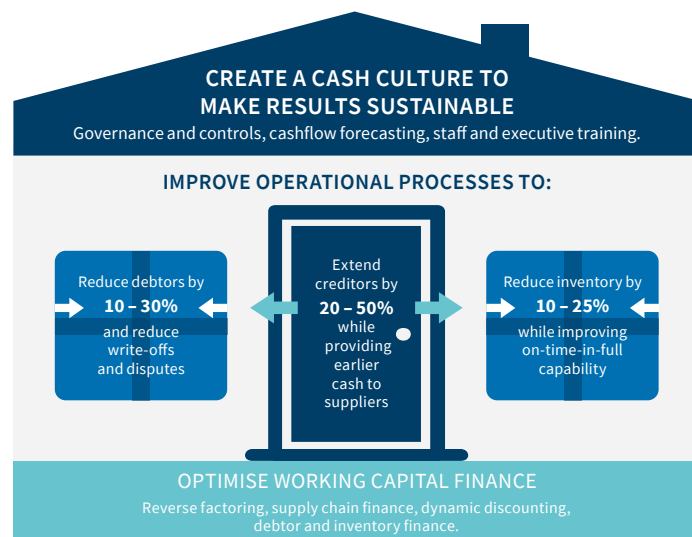 CREATE A CASH CULTURE TO
MAKE RESULTS SUSTAINABLE
Governance and controls, cashflow forecasting, staff and executive training.
IMPROVE OPERATIONAL PROCESSES TO:
Reduce debtors by
10 – 30%
and reduce
write-offs
and disputes
Extend
creditors by
20 – 50%
while
providing
earlier
cash to
suppliers
Reduce inventory by
10 – 25%
while improving
on-time-in-full
capability
OPTIMISE WORKING CAPITAL FINANCE
Reverse factoring, supply chain finance, dynamic discounting,
debtor and inventory finance.